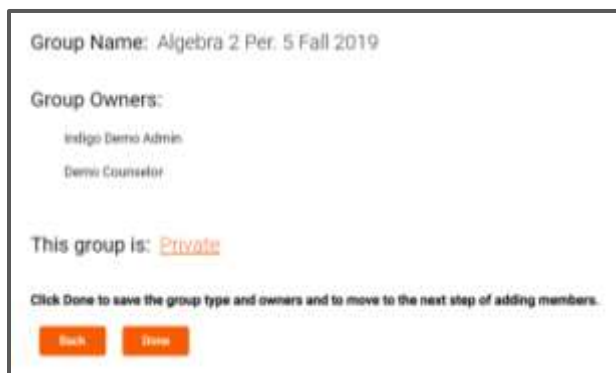 Group Name: Algebra 2 Per. 5 Fall 2019
Group Owners:
Indigo Demo Admin
Demo Counselor
This group is: Private
Click Done to save the group type and owners and to move to the next step of adding members.
Back Done